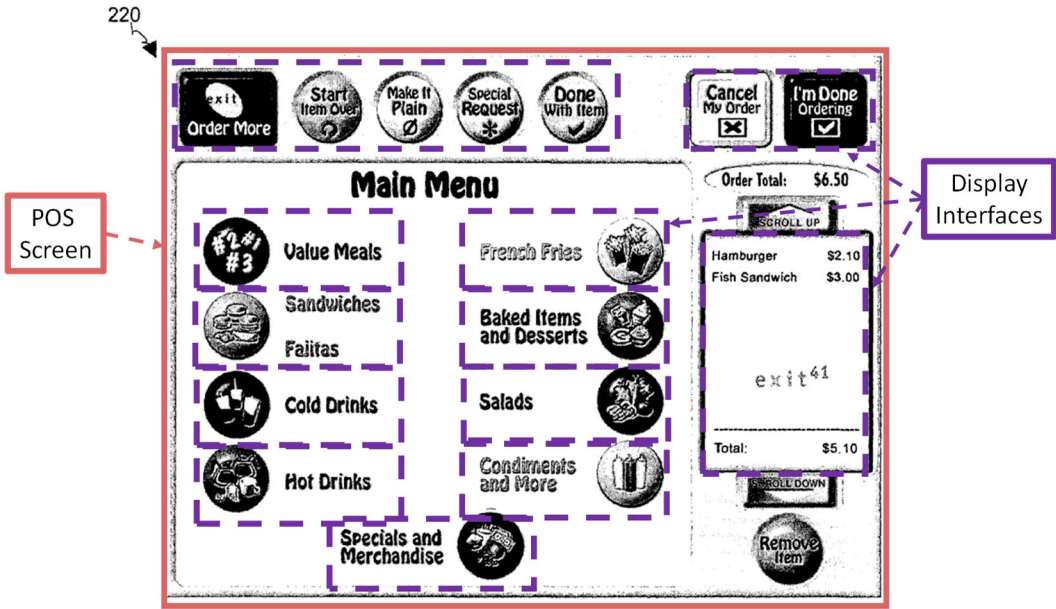 220
exit
Order More
Start
Item Over
Make It
Plain
Ø
Special
Request
*
Done
With Item
Cancel
My Order
I'm Done
Ordering
POS
Screen
Display
Interfaces
Main Menu
Order Total: $6.50
SCROLL UP
#2 #1
#3
Value Meals
French Fries
Hamburger $2.10
Fish Sandwich $3.00
Sandwiches
Fajitas
Baked Items
and Desserts
exit41
Cold Drinks
Salads
Total: $5.10
Hot Drinks
Condiments
and More
SCROLL DOWN
Specials and
Merchandise
Remove
Item